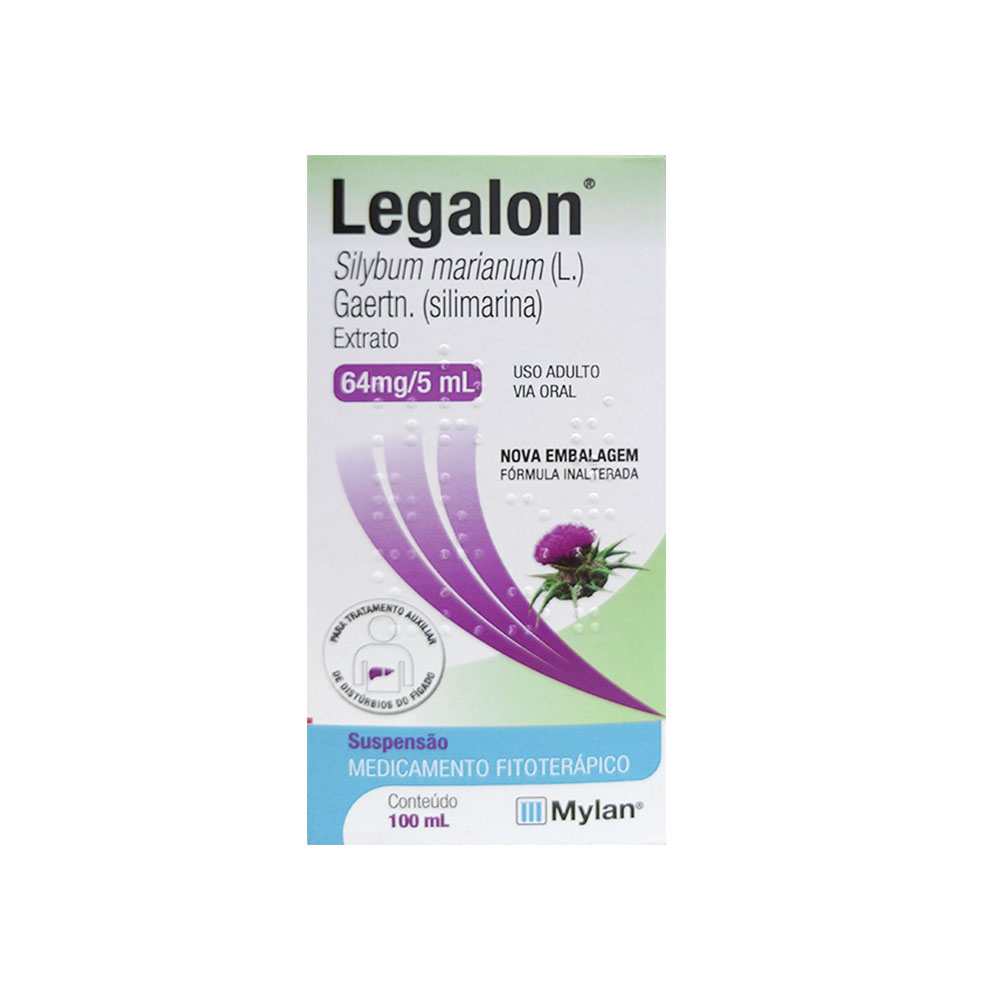 Legalon®
Silybum marianum (L.)
Gaertn. (silimarina)
Extrato
64mg/5 mL
USO ADULTO
VIA ORAL
NOVA EMBALAGEM
FÓRMULA INALTERADA
PARA TRATAMENTO AUXILIAR
DE DISTÚRBIOS DO FÍGADO
Suspensão
MEDICAMENTO FITOTERÁPICO
Conteúdo
100 mL
Mylan®